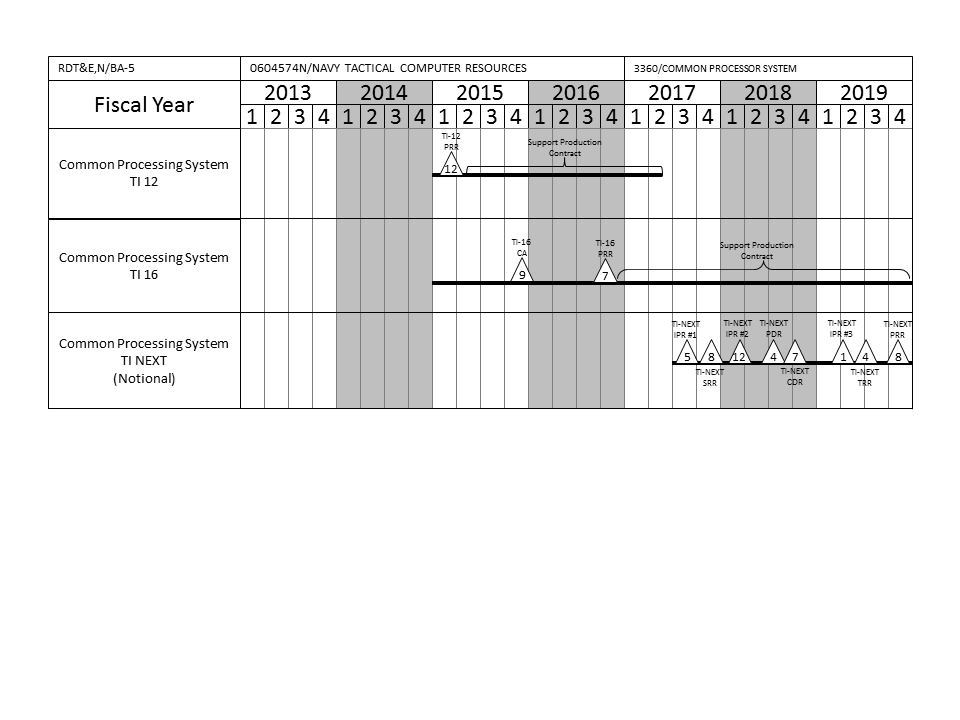 RDT&E,N/BA-5
0604574N/NAVY TACTICAL COMPUTER RESOURCES
3360/COMMON PROCESSOR SYSTEM
Fiscal Year
2013 2014 2015 2016 2017 2018 2019
1 2 3 4 1 2 3 4 1 2 3 4 1 2 3 4 1 2 3 4 1 2 3 4 1 2 3 4
Common Processing System
TI 12
TI-12
PRR
12
Support Production
Contract
Common Processing System
TI 16
TI-16
CA
9
TI-16
PRR
7
Support Production
Contract
Common Processing System
TI NEXT
(Notional)
TI-NEXT
IPR #1
5
8
TI-NEXT
SRR
TI-NEXT
IPR #2
12
TI-NEXT
PDR
4
7
TI-NEXT
CDR
TI-NEXT
IPR #3
1
4
TI-NEXT
TRR
TI-NEXT
PRR
8